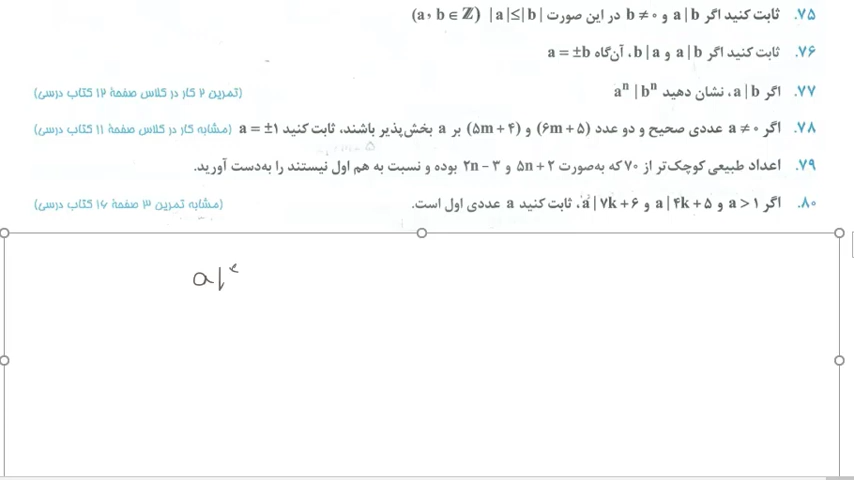 ۷۵. ثابت کنید اگر a | b و b ≠ ۰ در این صورت |a| ≤ |b| (a, b ∈ ℤ)
۷۶. ثابت کنید اگر a | b و b | a، آن‌گاه a = ±b
۷۷. اگر a | b، نشان دهید aⁿ | bⁿ (تمرین ۲ کار در کلاس صفحهٔ ۱۲ کتاب درسی)
۷۸. اگر a ≠ ۰ عددی صحیح و دو عدد (۶m + ۵) و (۵m + ۴) بر a بخش‌پذیر باشند، ثابت کنید a = ±۱ (مشابه کار در کلاس صفحهٔ ۱۱ کتاب درسی)
۷۹. اعداد طبیعی کوچک‌تر از ۷۰ که به‌صورت ۵n + ۲ و ۲n − ۳ بوده و نسبت به هم اول نیستند را به‌دست آورید.
۸۰. اگر a > ۱ و a | ۴k + ۵ و a | ۷k + ۶، ثابت کنید a عددی اول است. (مشابه تمرین ۳ صفحهٔ ۱۶ کتاب درسی)
a|